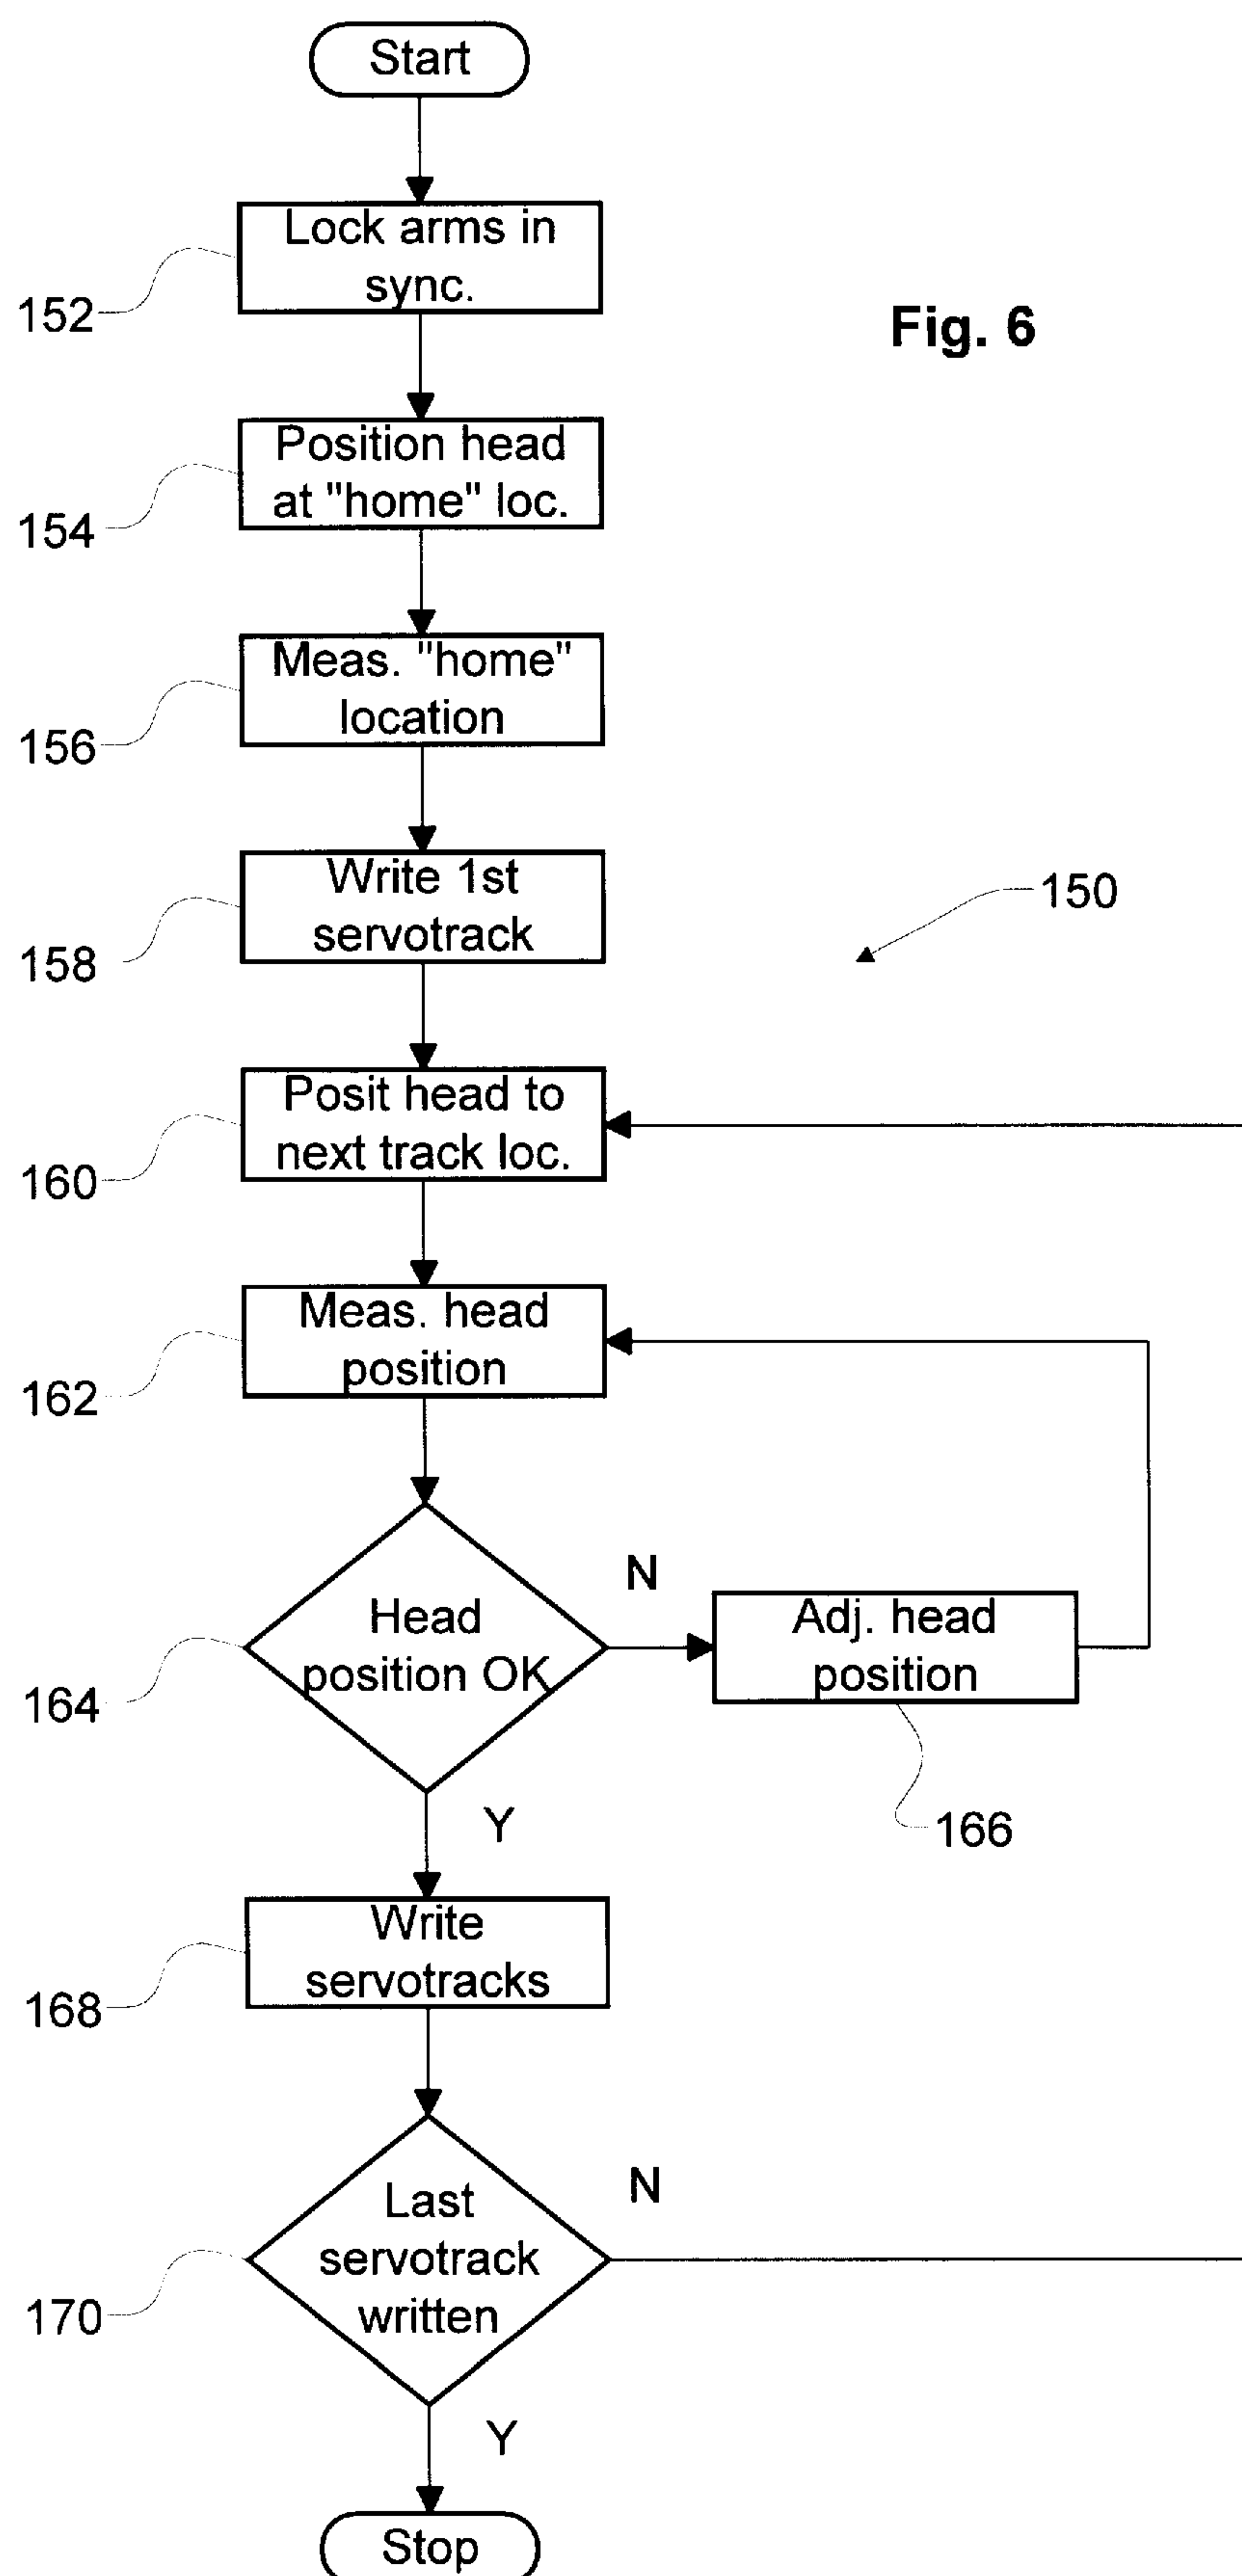 Start
Lock arms in
sync.
152
Fig. 6
Position head
at "home" loc.
154
Meas. "home"
location
156
Write 1st
servotrack
158
150
Posit head to
next track loc.
160
Meas. head
position
162
N
Head
position OK
Adj. head
position
164
166
Y
Write
servotracks
168
N
Last
servotrack
written
170
Y
Stop